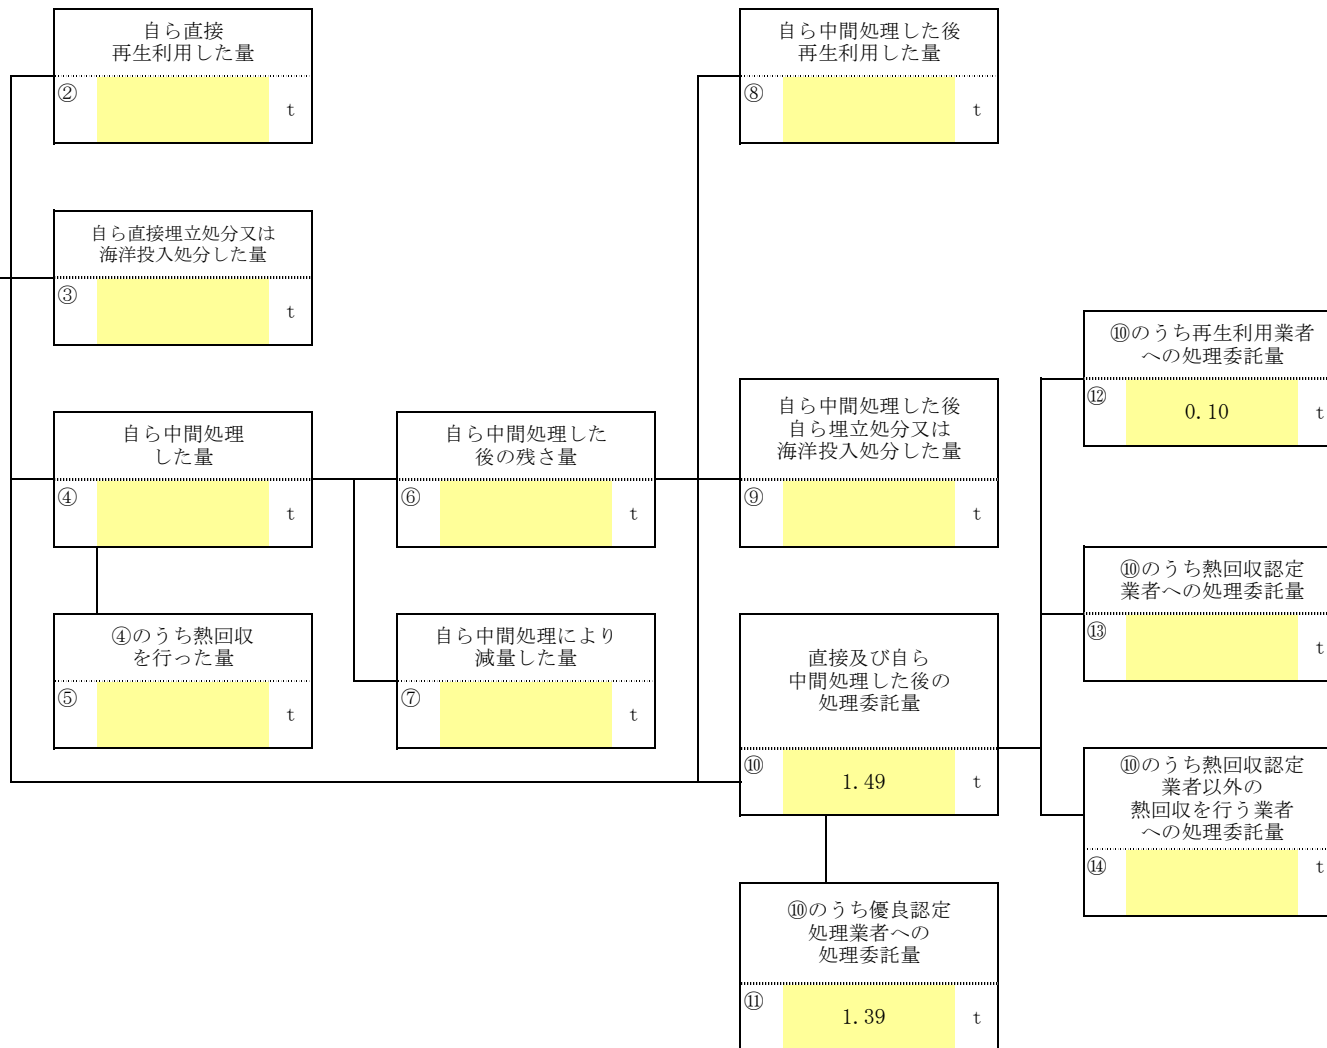 自ら直接
再生利用した量
②
t
自ら直接埋立処分又は
海洋投入処分した量
③
t
自ら中間処理
した量
④
t
④のうち熱回収
を行った量
⑤
t
自ら中間処理した
後の残さ量
⑥
t
自ら中間処理により
減量した量
⑦
t
自ら中間処理した後
再生利用した量
⑧
t
自ら中間処理した後
自ら埋立処分又は
海洋投入処分した量
⑨
t
直接及び自ら
中間処理した後の
処理委託量
⑩ 1.49 t
⑩のうち優良認定
処理業者への
処理委託量
⑪ 1.39 t
⑩のうち再生利用業者
への処理委託量
⑫ 0.10 t
⑩のうち熱回収認定
業者への処理委託量
⑬
t
⑩のうち熱回収認定
業者以外の
熱回収を行う業者
への処理委託量
⑭
t